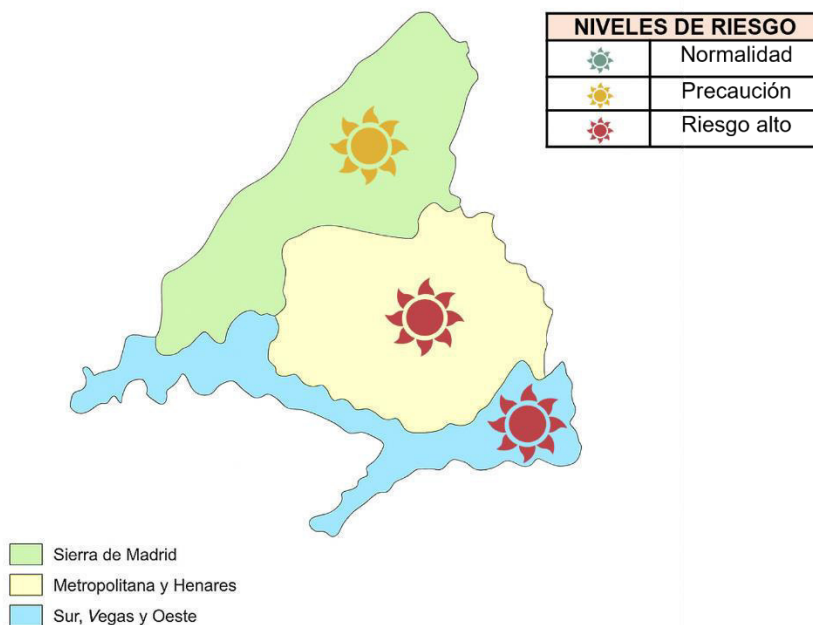 NIVELES DE RIESGO
Normalidad
Precaución
Riesgo alto
Sierra de Madrid
Metropolitana y Henares
Sur, Vegas y Oeste